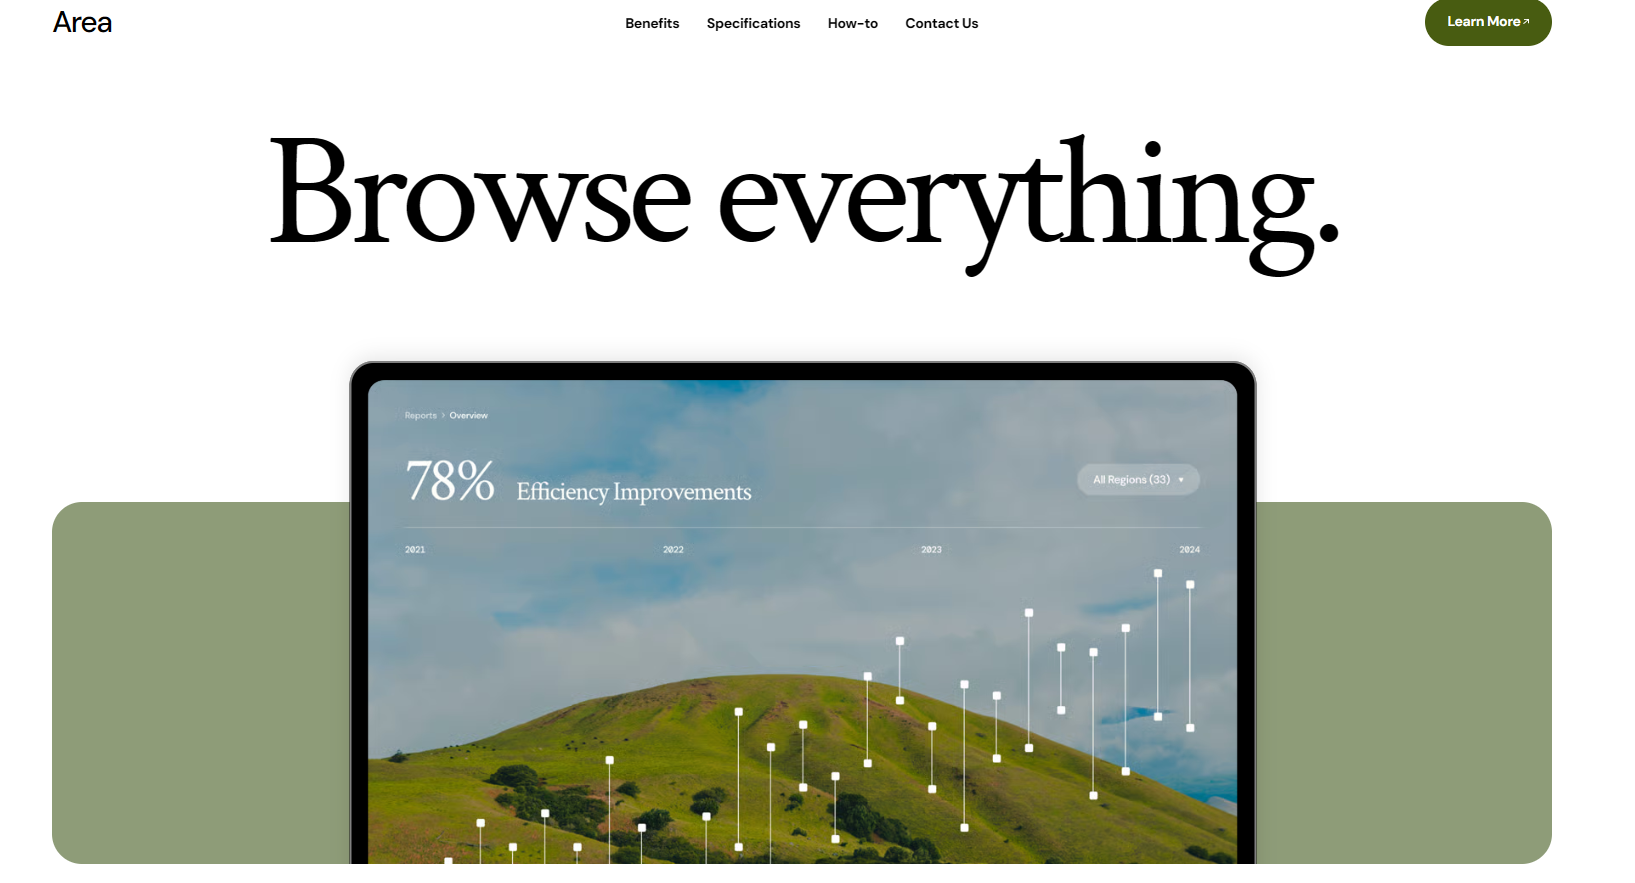 Area
Benefits Specifications How-to Contact Us
Learn More↗
Browse everything.
Reports > Overview
78% Efficiency Improvements
All Regions (33) ▾
2021 2022 2023 2024